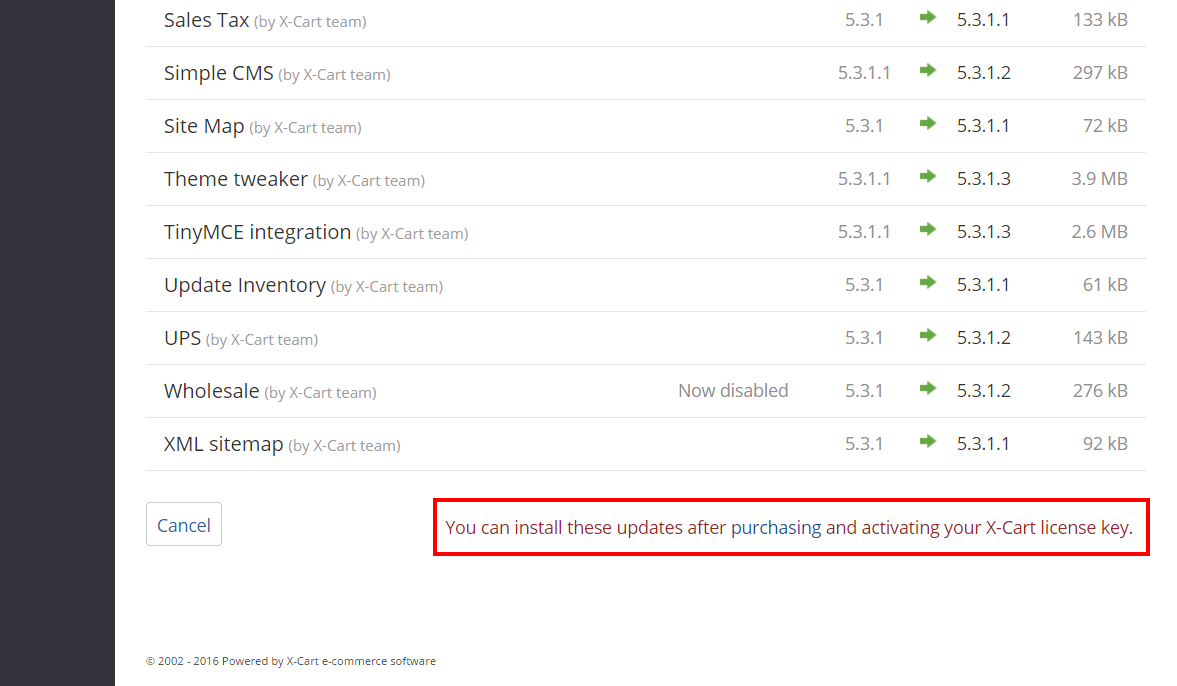 Sales Tax (by X-Cart team) 5.3.1 5.3.1.1 133 kB
Simple CMS (by X-Cart team) 5.3.1.1 5.3.1.2 297 kB
Site Map (by X-Cart team) 5.3.1 5.3.1.1 72 kB
Theme tweaker (by X-Cart team) 5.3.1.1 5.3.1.3 3.9 MB
TinyMCE integration (by X-Cart team) 5.3.1.1 5.3.1.3 2.6 MB
Update Inventory (by X-Cart team) 5.3.1 5.3.1.1 61 kB
UPS (by X-Cart team) 5.3.1 5.3.1.2 143 kB
Wholesale (by X-Cart team) Now disabled 5.3.1 5.3.1.2 276 kB
XML sitemap (by X-Cart team) 5.3.1 5.3.1.1 92 kB
Cancel You can install these updates after purchasing and activating your X-Cart license key.
© 2002 - 2016 Powered by X-Cart e-commerce software